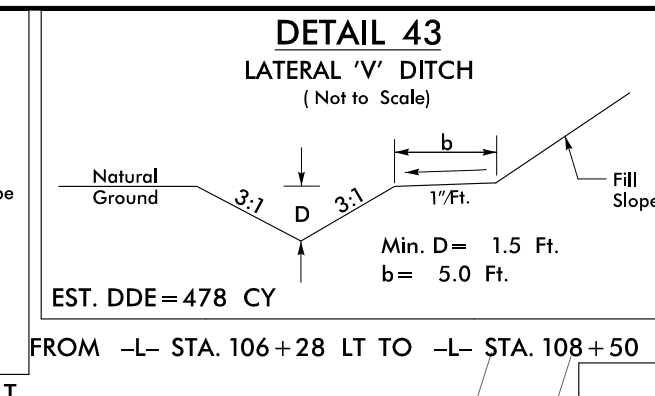 DETAIL 43
LATERAL 'V' DITCH
( Not to Scale)
b
Natural
Ground
3:1
D
3:1
1"/Ft.
Fill
Slope
Min. D= 1.5 Ft.
b= 5.0 Ft.
EST. DDE=478 CY
FROM -L- STA. 106+28 LT TO -L- STA. 108+50